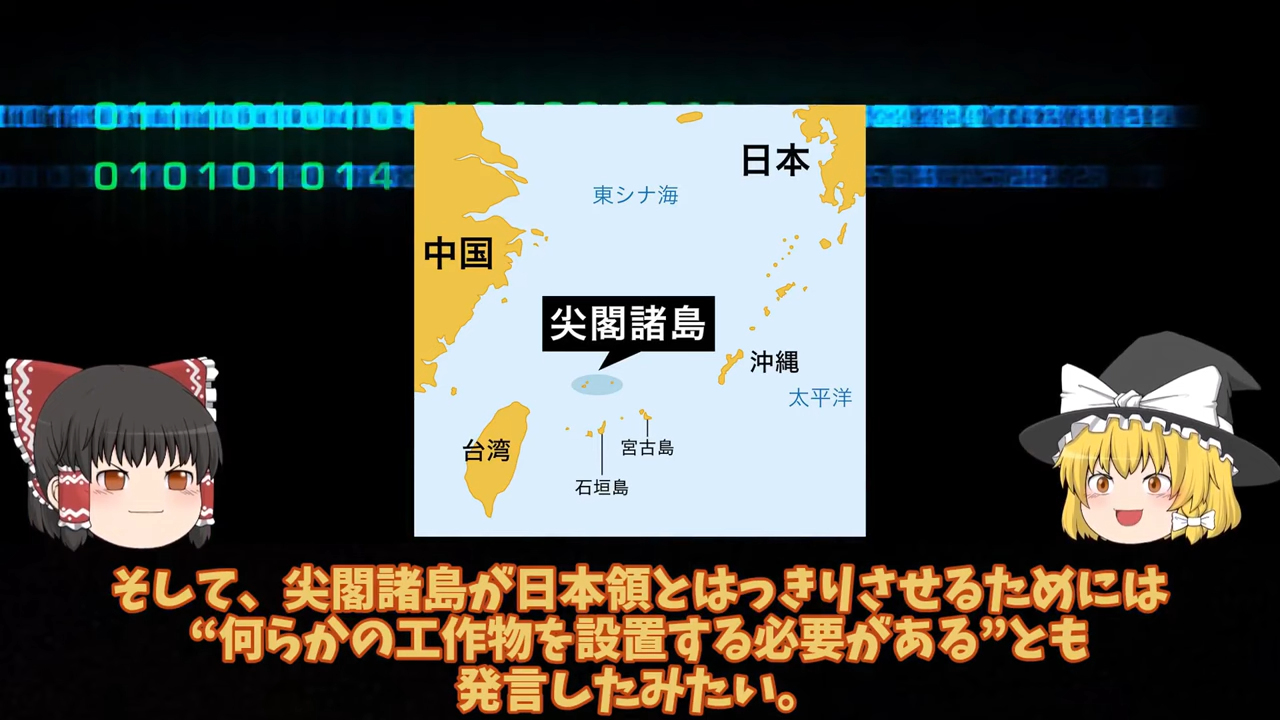 010101014
日本
東シナ海
中国
尖閣諸島
沖縄
太平洋
台湾
宮古島
石垣島
そして、尖閣諸島が日本領とはっきりさせるためには
“何らかの工作物を設置する必要がある”とも
発言したみたい。